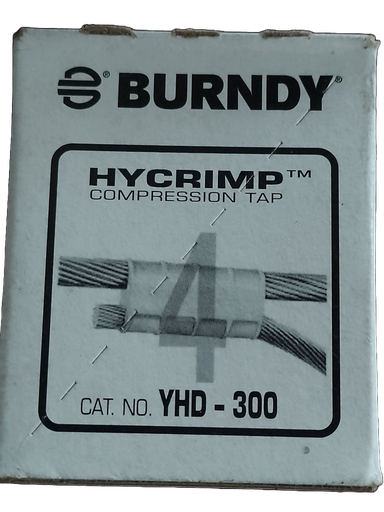 ® BURNDY®
HYCRIMP™
COMPRESSION TAP
4
CAT. NO. YHD - 300